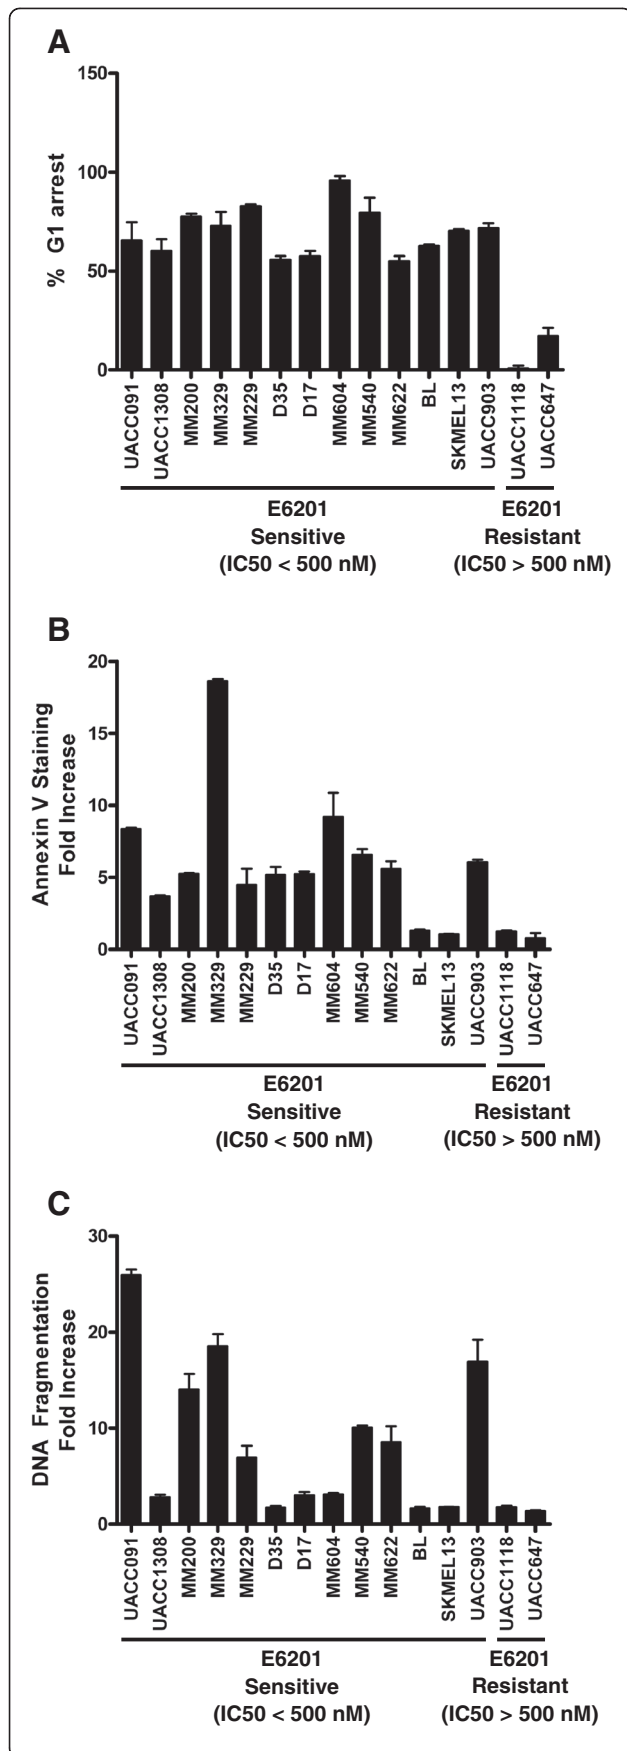 A
150
100
50
0
% G1 arrest
UACC091
UACC1308
MM200
MM329
MM229
D35
D17
MM604
MM540
MM622
BL
SKMEL13
UACC903
UACC1118
UACC647
E6201
Sensitive
(IC50 < 500 nM)
E6201
Resistant
(IC50 > 500 nM)
B
20
15
10
5
0
Annexin V Staining
Fold Increase
UACC091
UACC1308
MM200
MM329
MM229
D35
D17
MM604
MM540
MM622
BL
SKMEL13
UACC903
UACC1118
UACC647
E6201
Sensitive
(IC50 < 500 nM)
E6201
Resistant
(IC50 > 500 nM)
C
30
20
10
0
DNA Fragmentation
Fold Increase
UACC091
UACC1308
MM200
MM329
MM229
D35
D17
MM604
MM540
MM622
BL
SKMEL13
UACC903
UACC1118
UACC647
E6201
Sensitive
(IC50 < 500 nM)
E6201
Resistant
(IC50 > 500 nM)